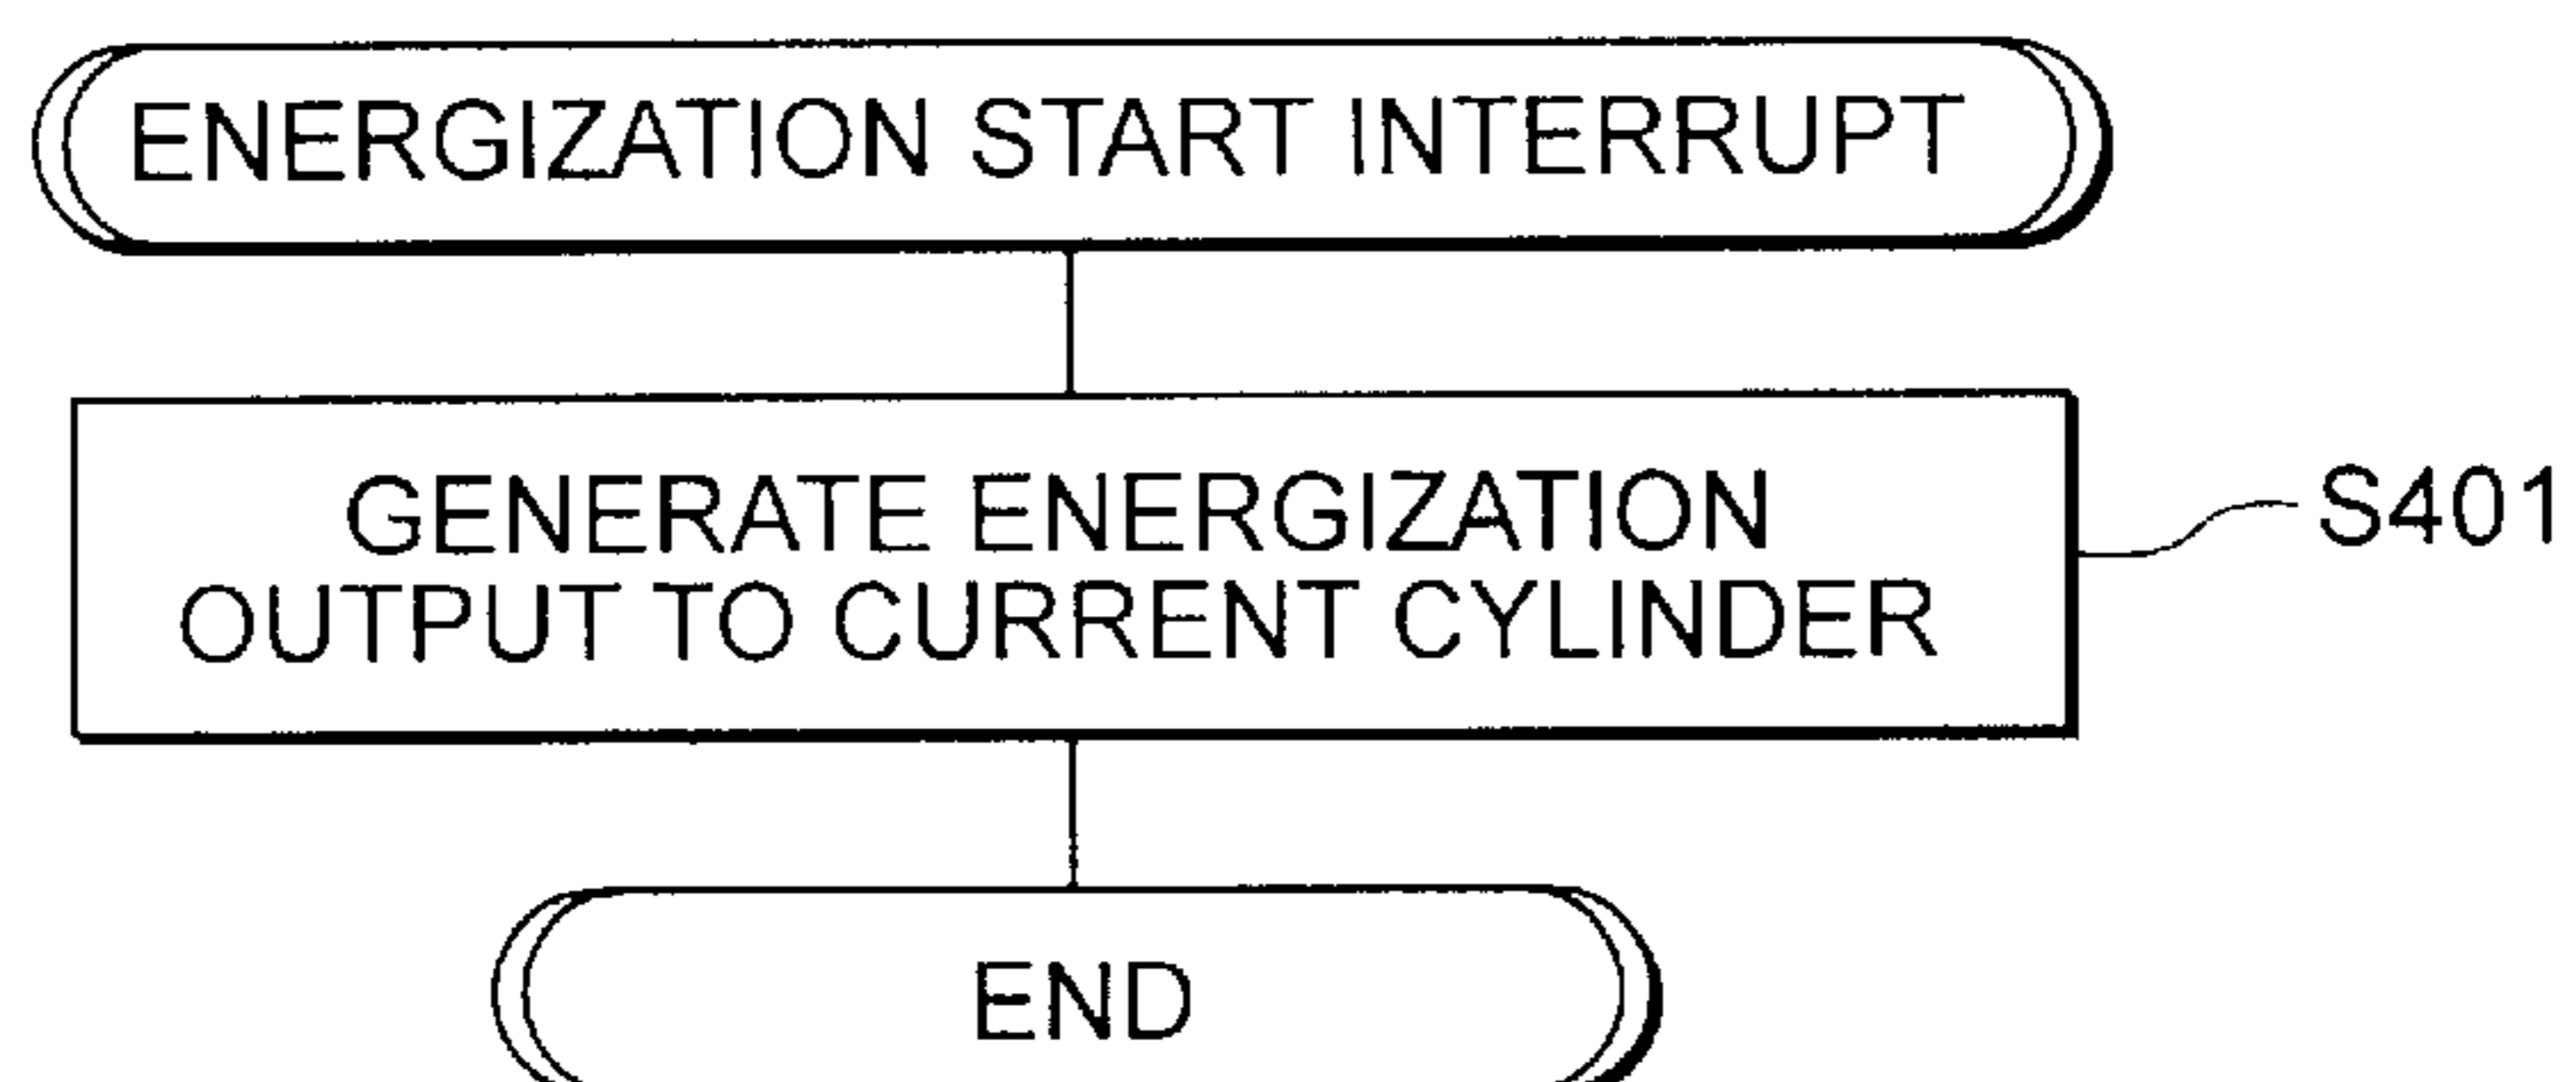 ENERGIZATION START INTERRUPT
GENERATE ENERGIZATION
OUTPUT TO CURRENT CYLINDER
S401
END